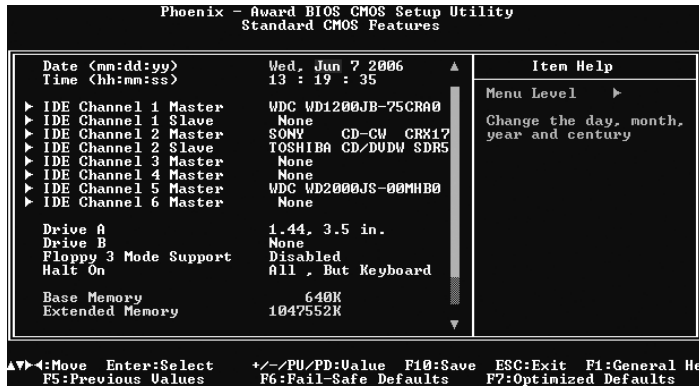 Phoenix - Award BIOS CMOS Setup Utility
Standard CMOS Features
Date (mm:dd:yy) Wed, Jun 7 2006
Time (hh:mm:ss) 13 : 19 : 35
IDE Channel 1 Master WDC WD1200JB-75CRA0
IDE Channel 1 Slave None
IDE Channel 2 Master SONY CD-CW CRX17
IDE Channel 2 Slave TOSHIBA CD/DVDW SDR5
IDE Channel 3 Master None
IDE Channel 4 Master None
IDE Channel 5 Master WDC WD2000JS-00MHB0
IDE Channel 6 Master None
Drive A 1.44, 3.5 in.
Drive B None
Floppy 3 Mode Support Disabled
Halt On All , But Keyboard
Base Memory 640K
Extended Memory 1047552K
Item Help
Menu Level
Change the day, month,
year and century
:Move Enter:Select +/-/PU/PD:Value F10:Save ESC:Exit F1:General He
F5:Previous Values F6:Fail-Safe Defaults F7:Optimized Defaults